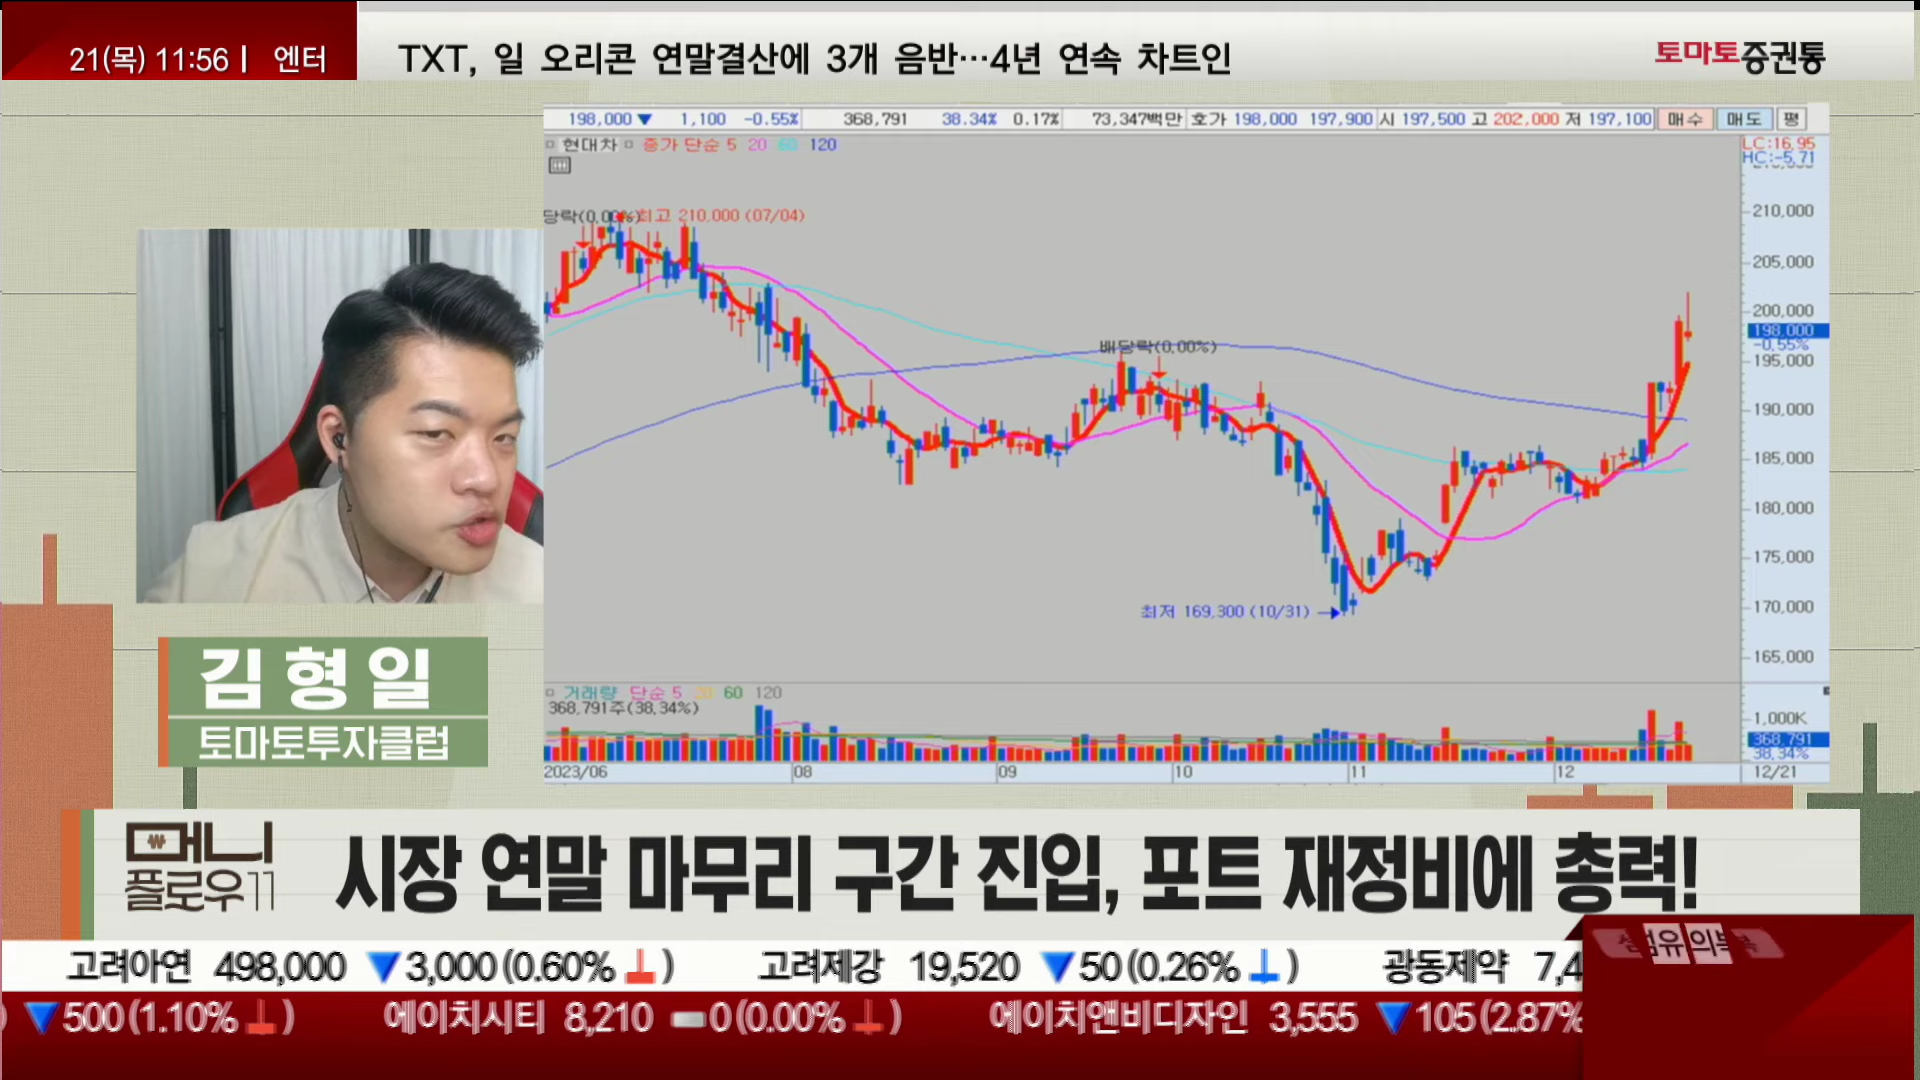 21(목) 11:56 | 엔터
TXT, 일 오리콘 연말결산에 3개 음반…4년 연속 차트인
토마토증권통
198,000 ▼ 1,100 -0.55% 368,791 38.34% 0.17% 73,347백만 호가 198,000 197,900 시 197,500 고 202,000 저 197,100 매수 매도 평
현대차 종가 단순 5 20 60 120
LC:16.95
HC:-5.71
당락(0.00%) 최고 210,000 (07/04)
210,000
205,000
200,000
198,000
-0.55%
195,000
배당락(0.00%)
190,000
185,000
180,000
175,000
170,000
최저 169,300 (10/31)
165,000
거래량 단순 5 20 60 120
368,791주(38.34%)
1,000K
368,791
38.34%
2023/06 08 09 10 11 12 12/21
김형일
토마토투자클럽
머니
플로우11
시장 연말 마무리 구간 진입, 포트 재정비에 총력!
고려아연 498,000 ▼3,000(0.60% ↓) 고려제강 19,520 ▼50(0.26% ↓) 광동제약 7,4
) ▼500(1.10% ↓) 에이치시티 8,210 0(0.00% ↓) 에이치앤비디자인 3,555 ▼105(2.87%